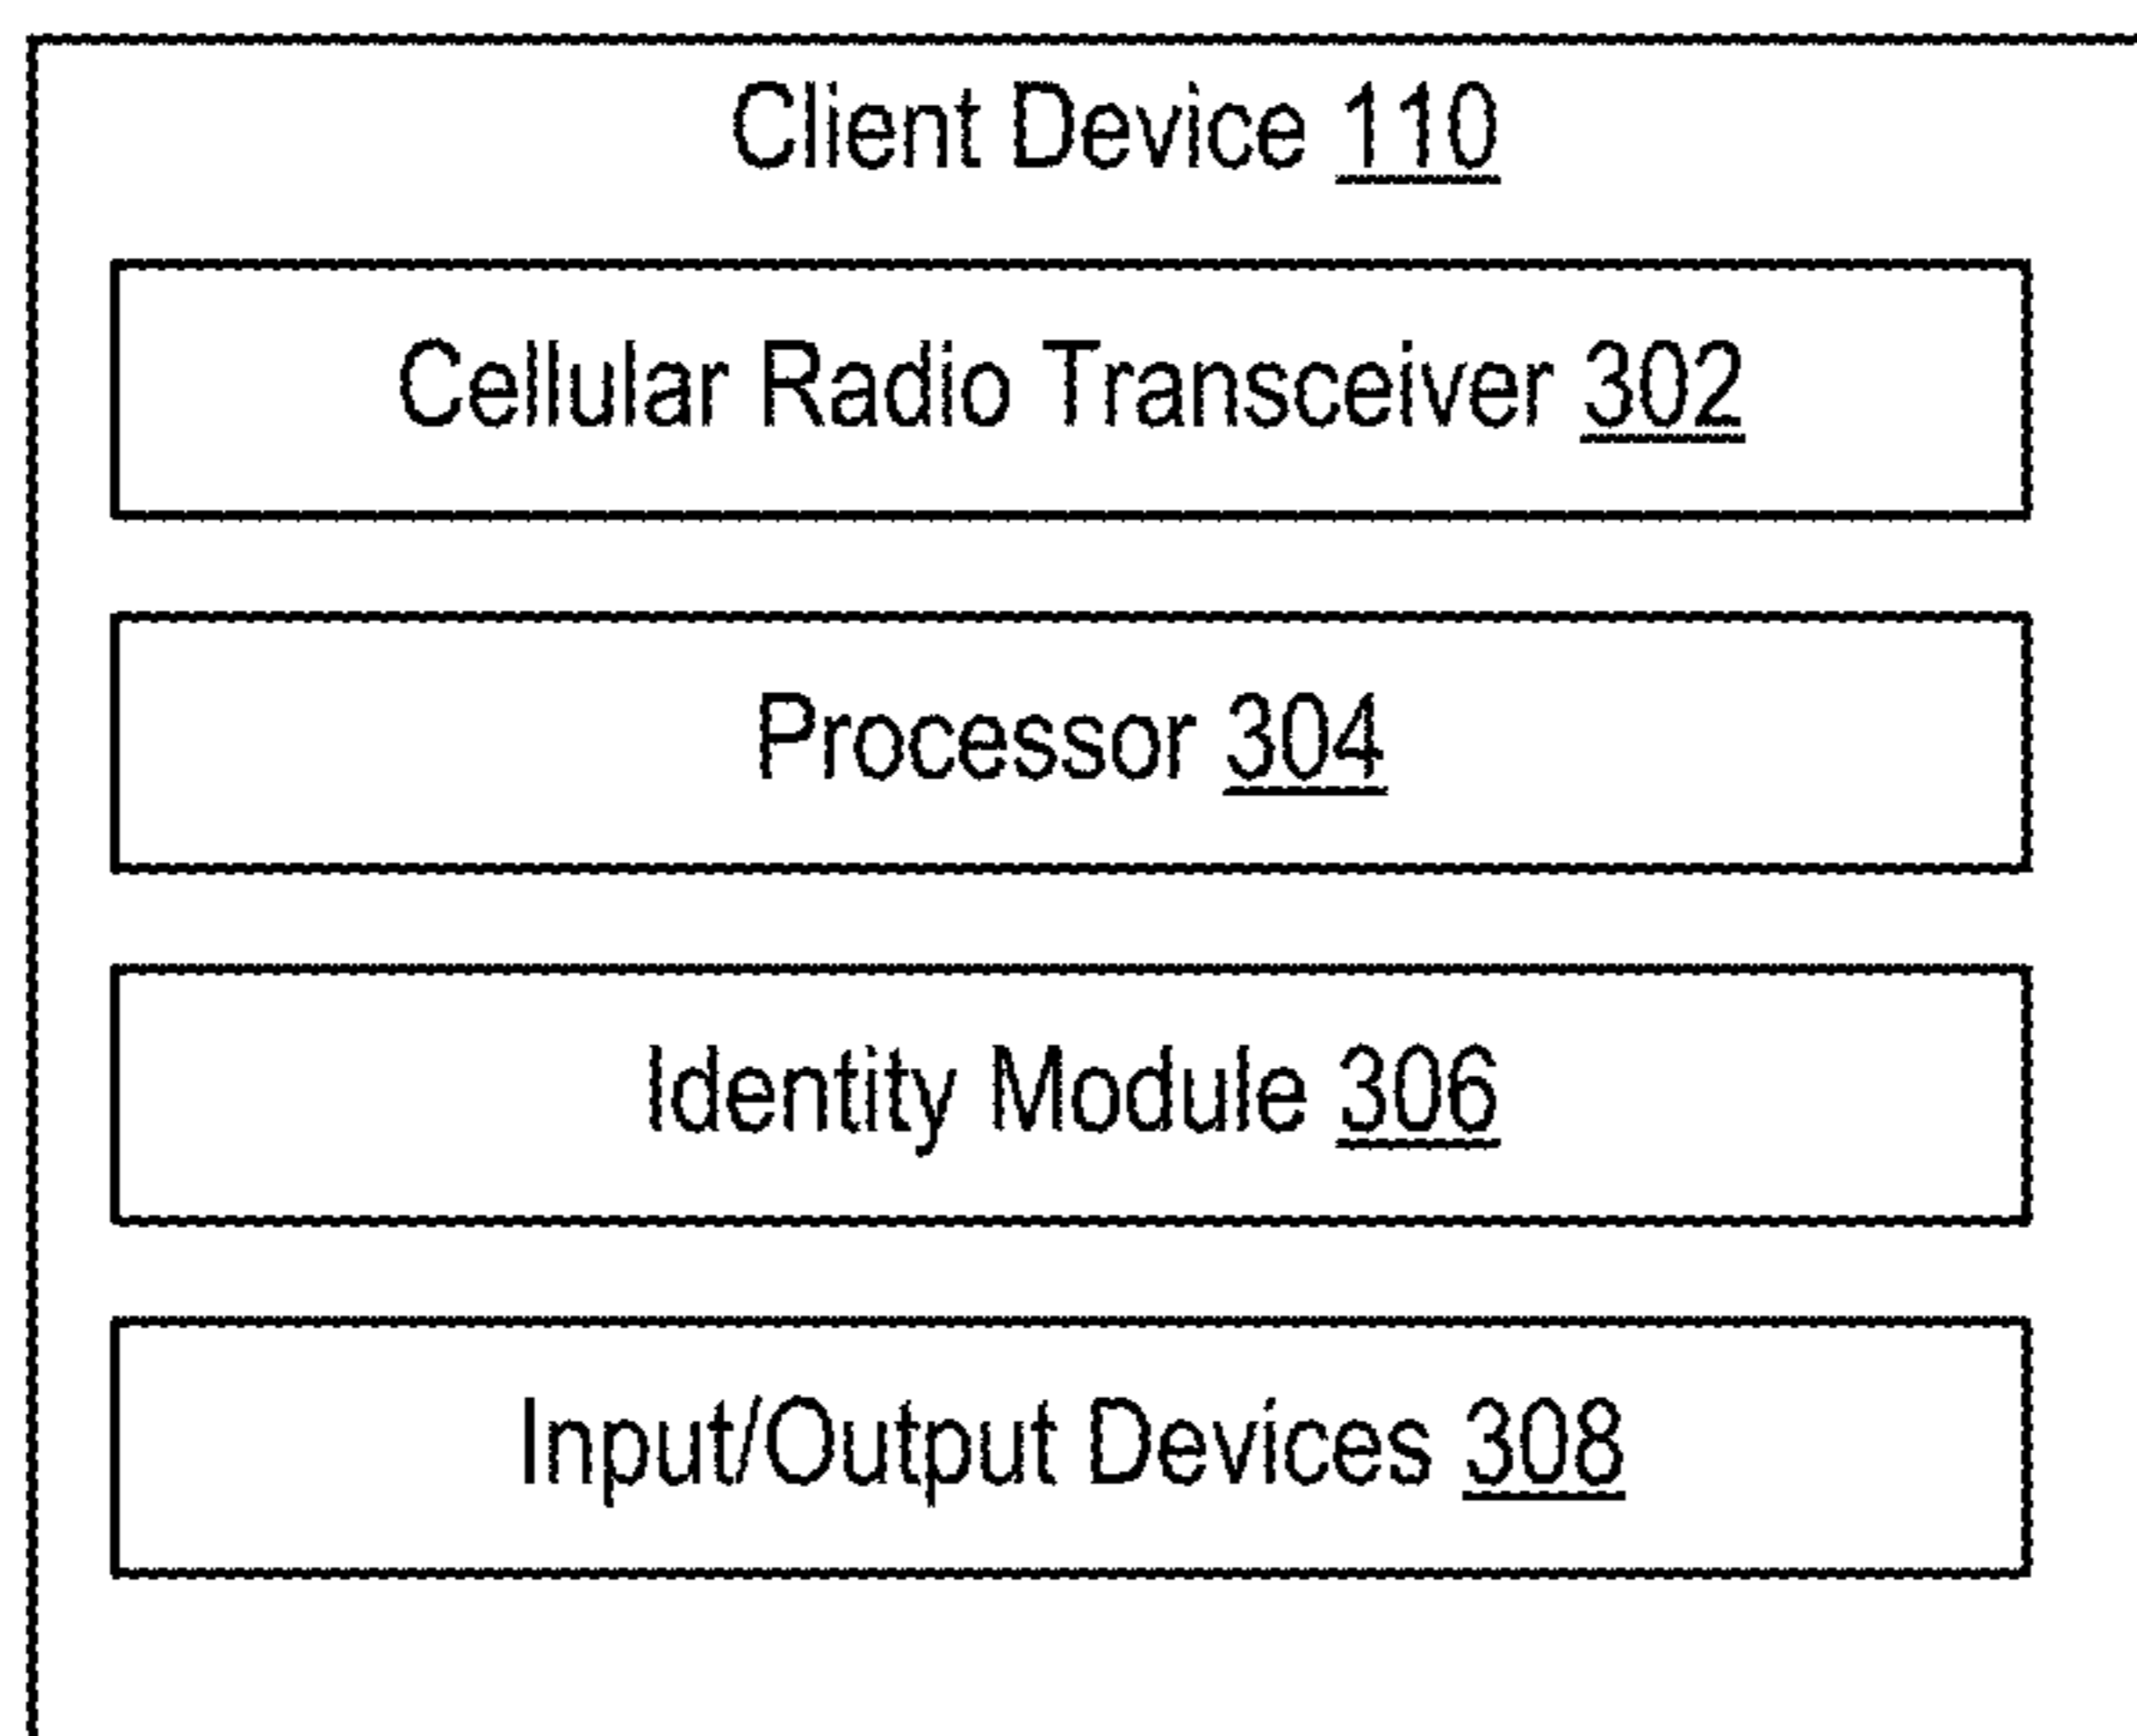 Client Device 110
Cellular Radio Transceiver 302
Processor 304
Identity Module 306
Input/Output Devices 308